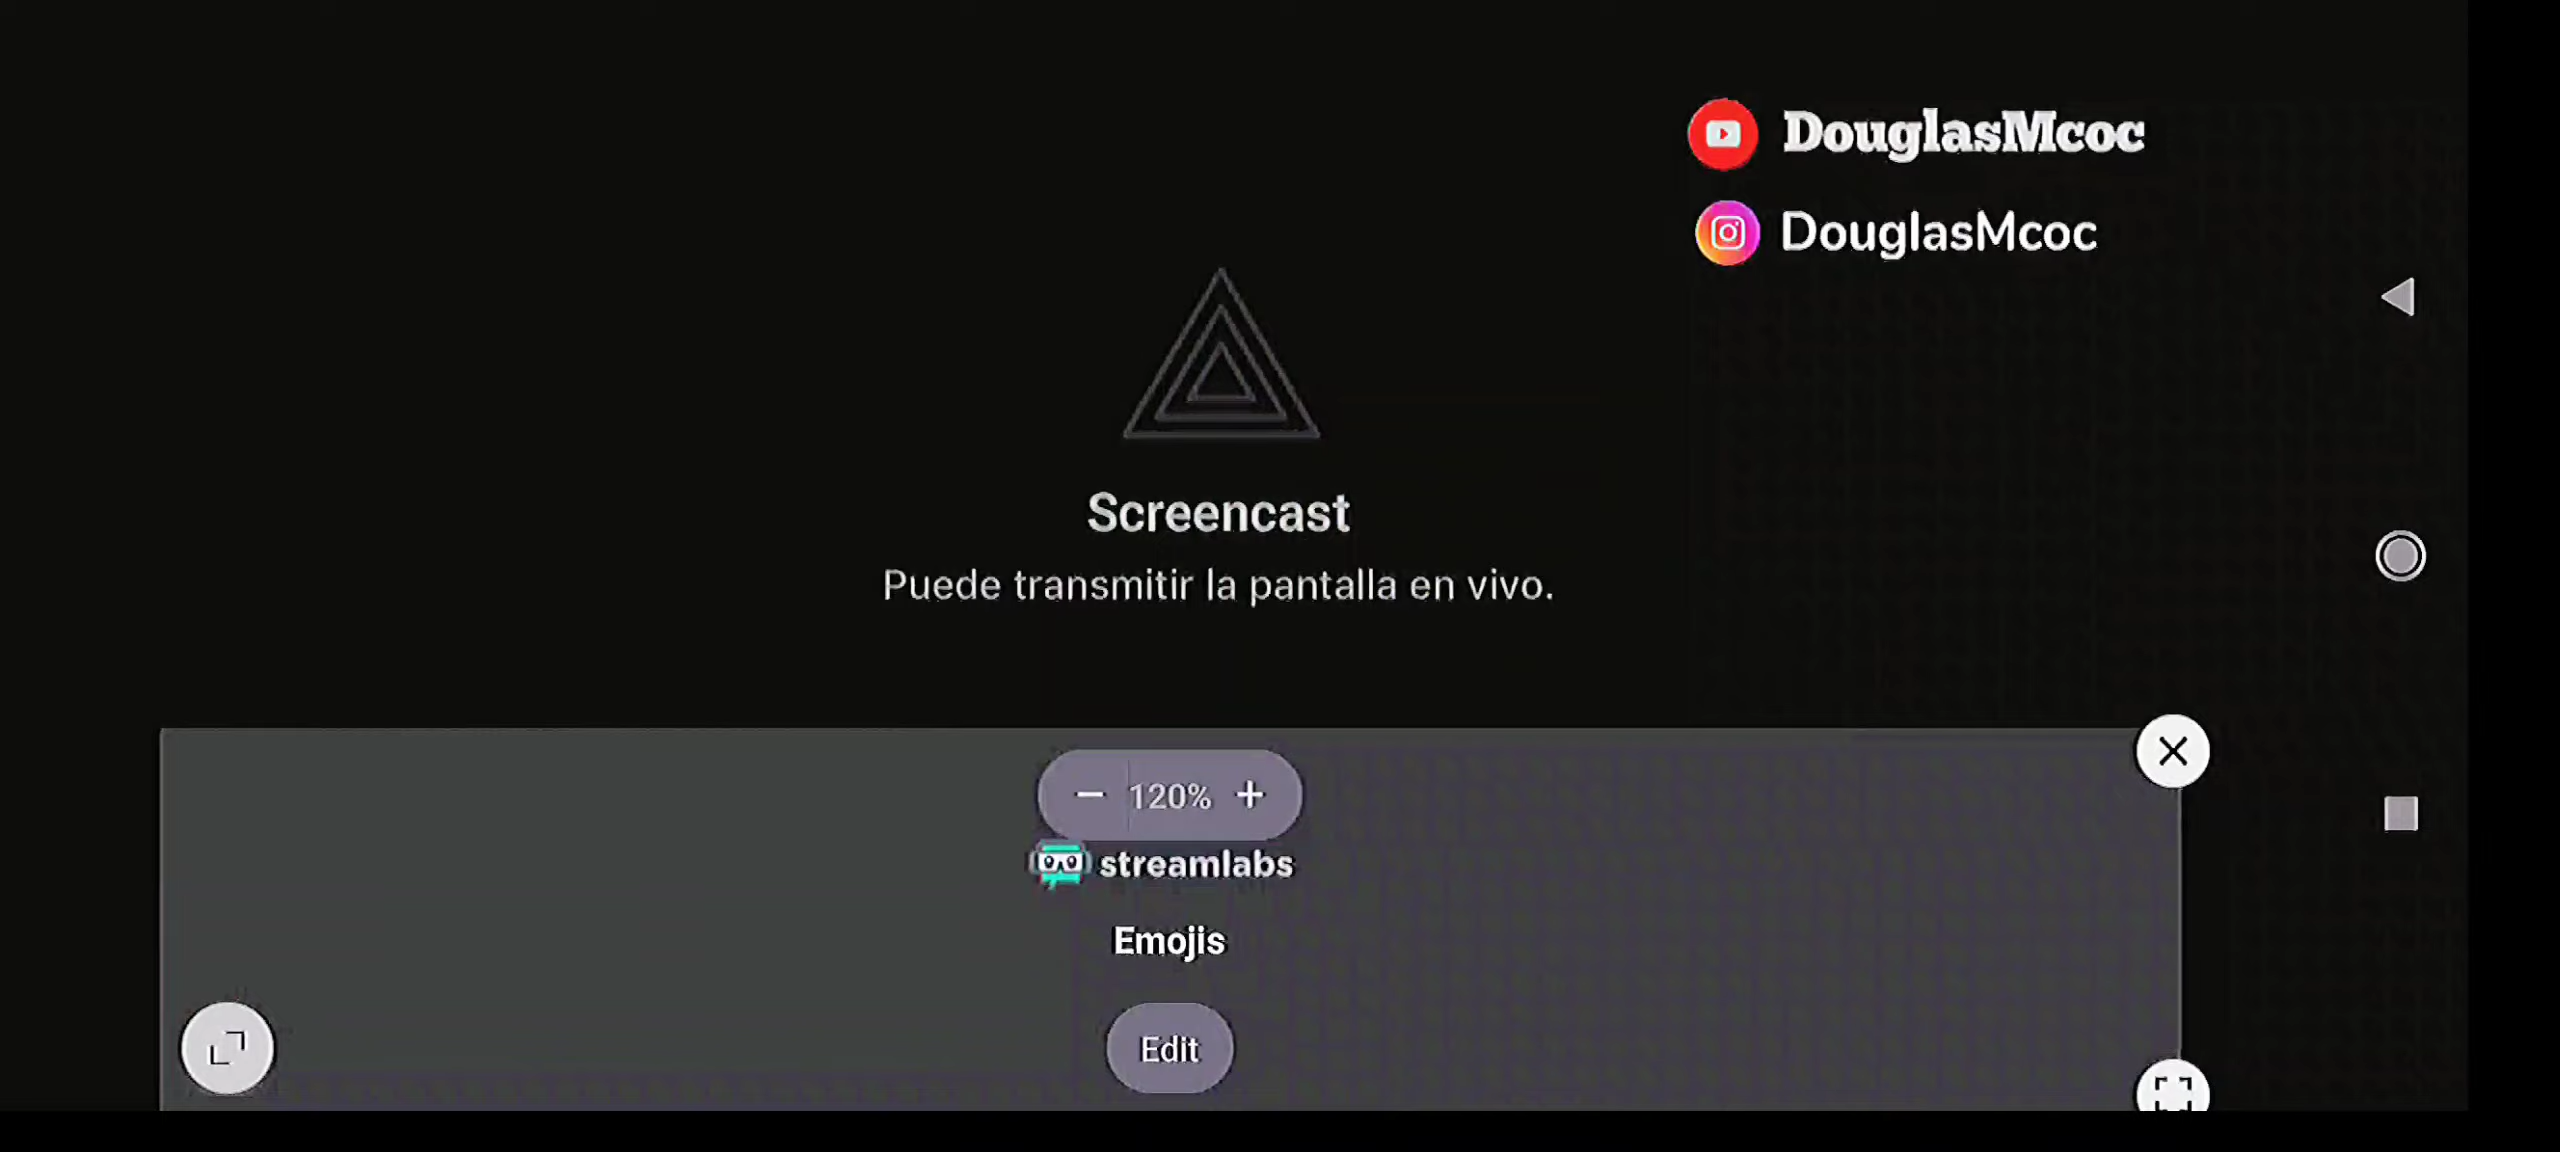 DouglasMcoc
DouglasMcoc
Screencast
Puede transmitir la pantalla en vivo.
− 120% +
streamlabs
Emojis
Edit